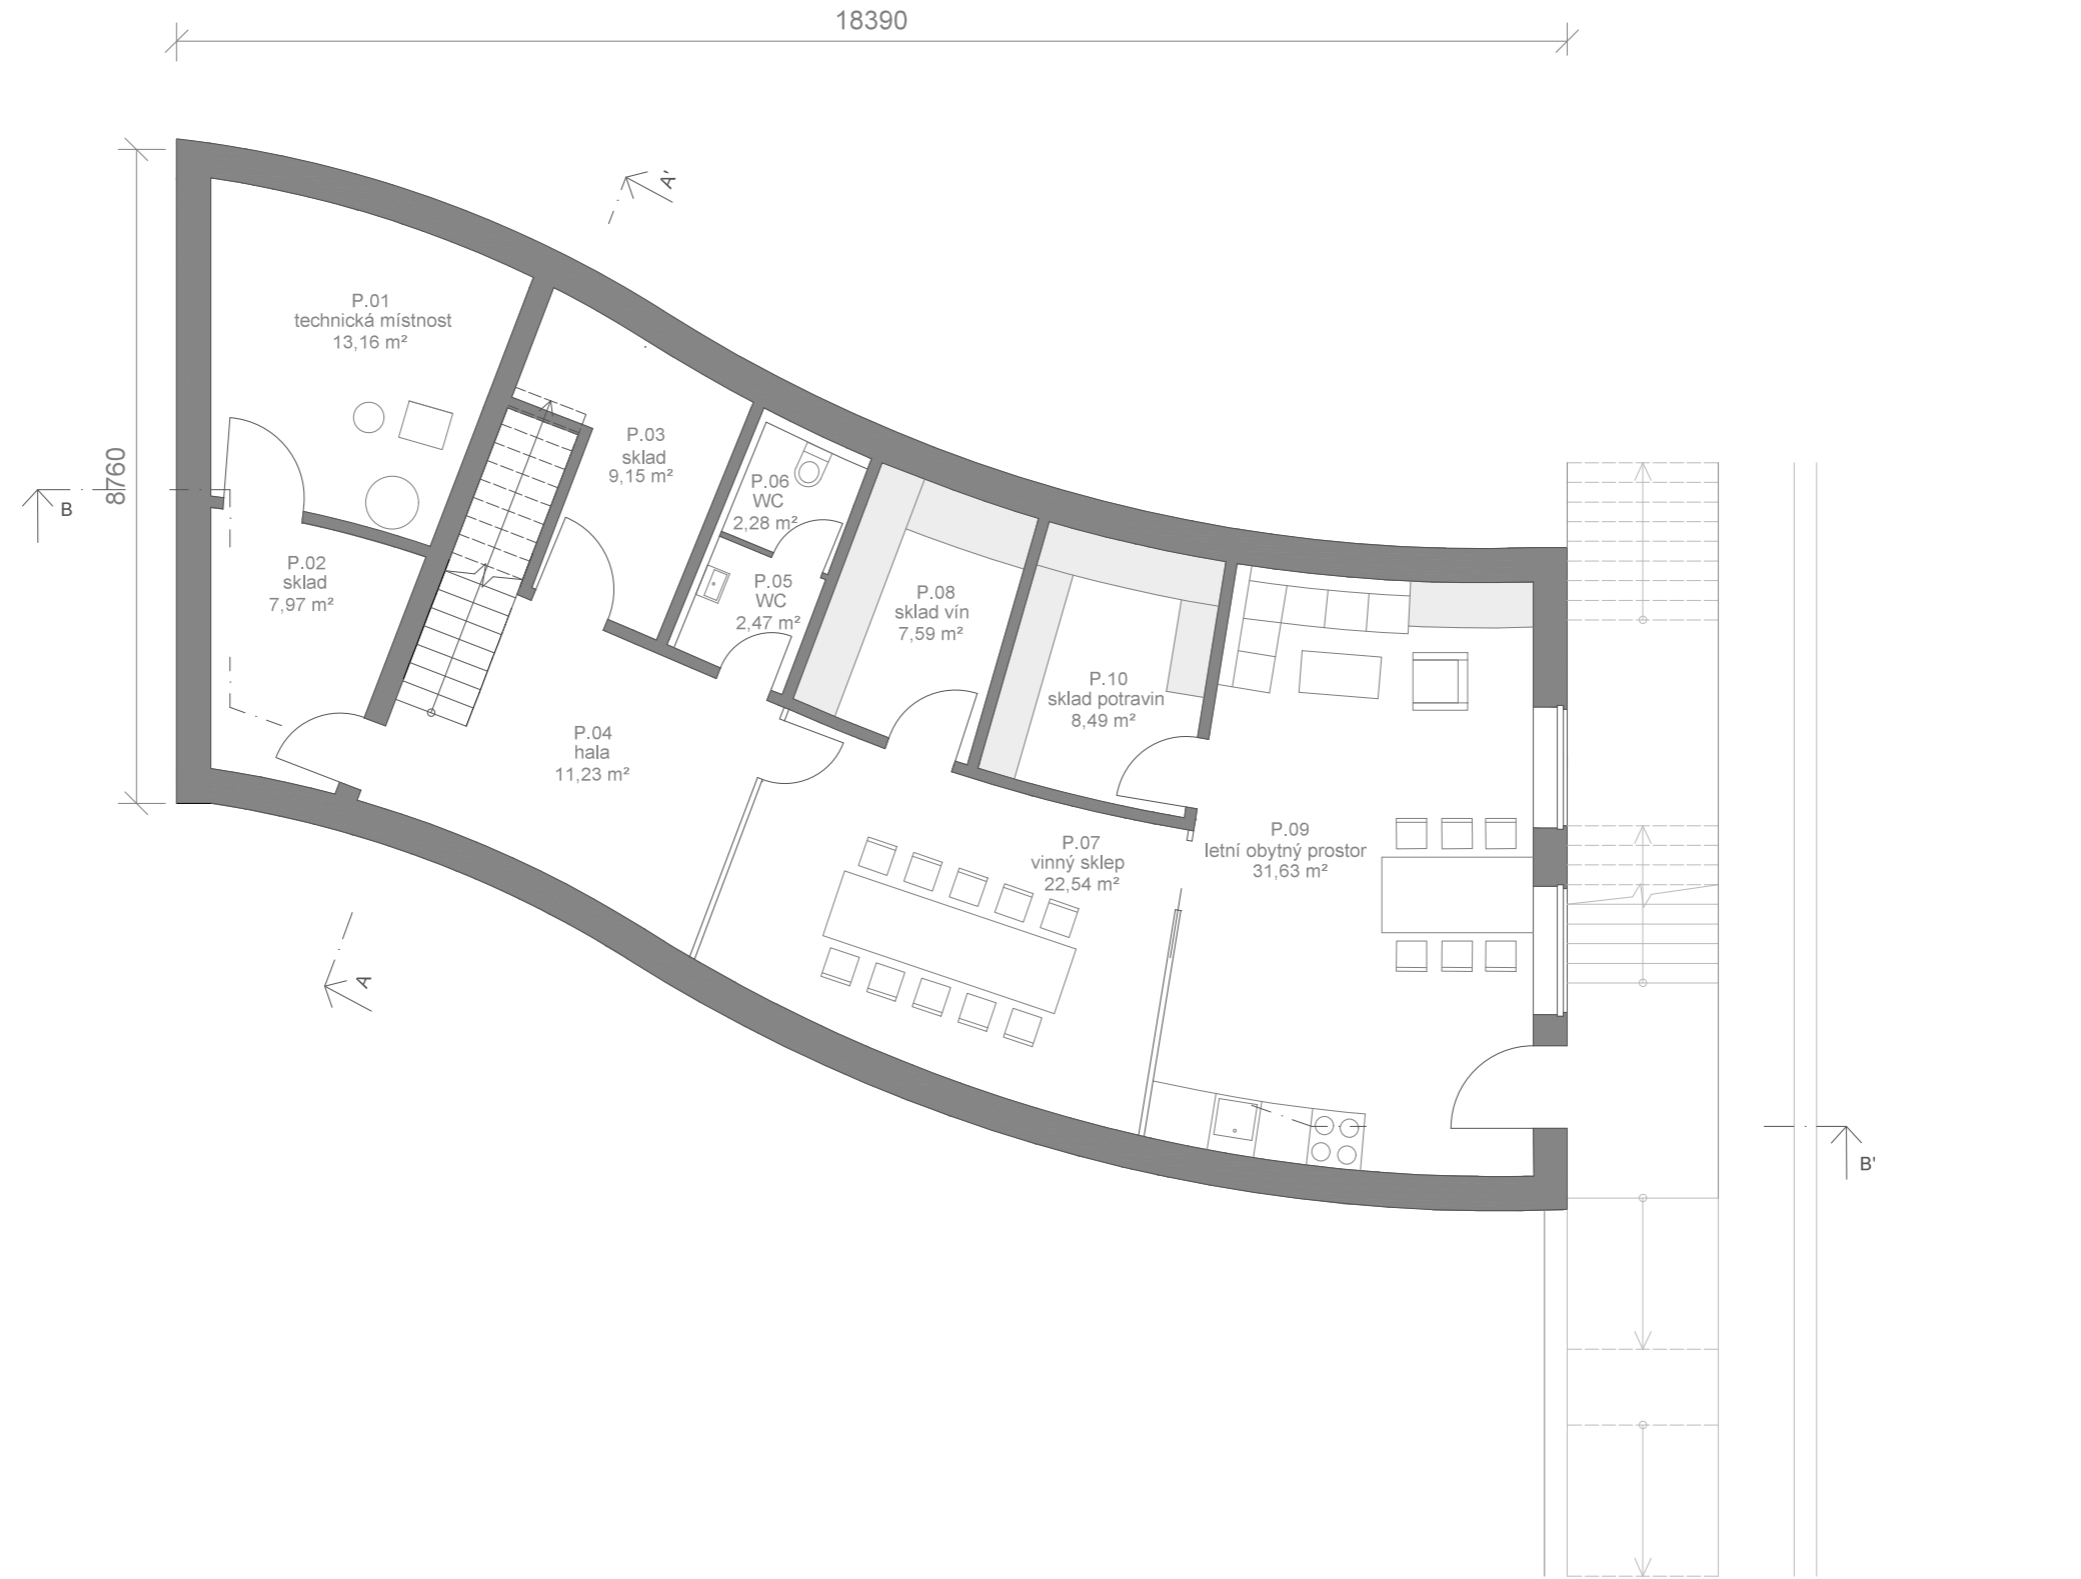 18390
A'
P.01
technická místnost
13,16 m²
P.03
sklad
9,15 m²
8760
B
P.06
WC
2,28 m²
P.02
sklad
7,97 m²
P.05
WC
2,47 m²
P.08
sklad vín
7,59 m²
P.10
sklad potravin
8,49 m²
P.04
hala
11,23 m²
P.07
vinný sklep
22,54 m²
P.09
letní obytný prostor
31,63 m²
A
B'